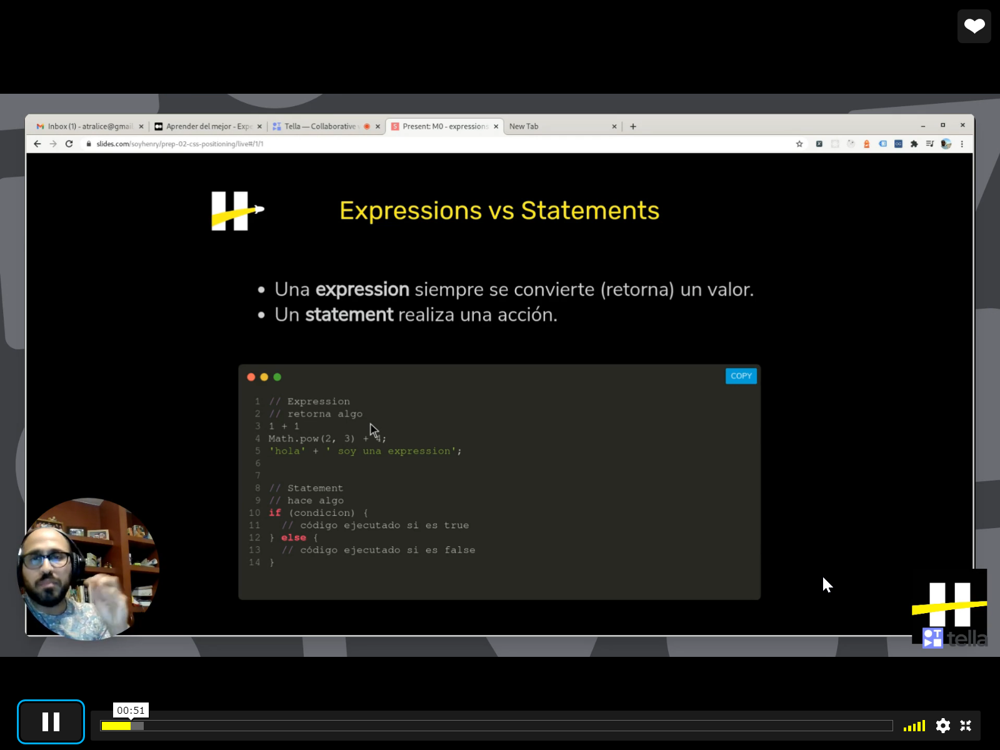 Inbox (1) - atralice@gmai
Aprender del mejor - Exp
Tella — Collaborative
Present: M0 - expressions
New Tab
slides.com/soyhenry/prep-02-css-positioning/live#/1/1
Expressions vs Statements
• Una expression siempre se convierte (retorna) un valor.
• Un statement realiza una acción.
COPY
1 // Expression
2 // retorna algo
3 1 + 1
4 Math.pow(2, 3) + 4;
5 'hola' + ' soy una expression';
6
7
8 // Statement
9 // hace algo
10 if (condicion) {
11 // código ejecutado si es true
12 } else {
13 // código ejecutado si es false
14 }
tella
00:51